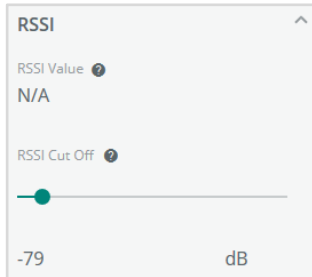 RSSI
RSSI Value ?
N/A
RSSI Cut Off ?
-79 dB